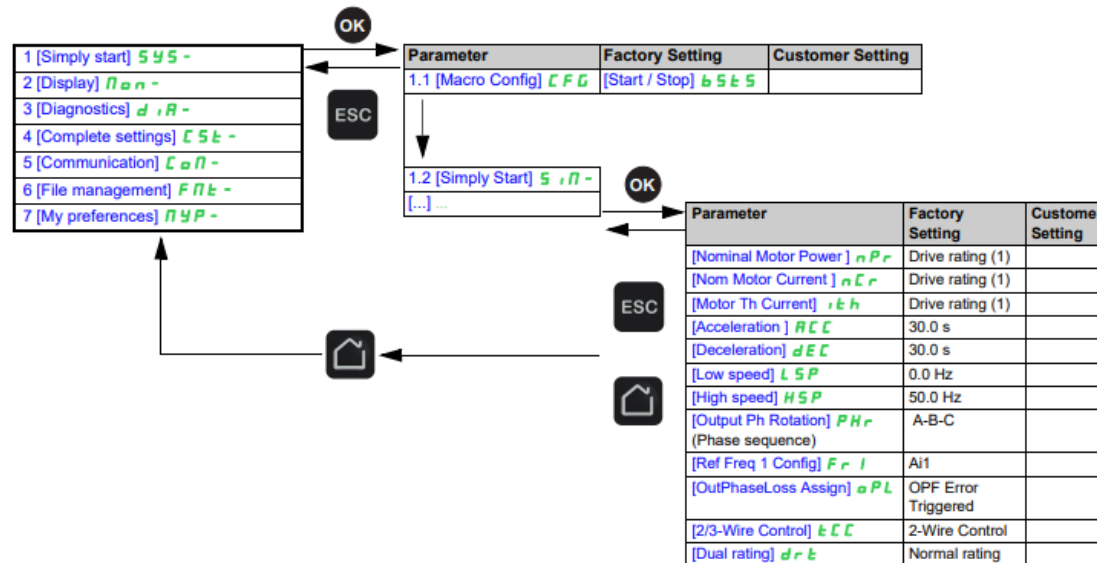 OK
1 [Simply start] SYS -
2 [Display] Mon -
3 [Diagnostics] diA -
4 [Complete settings] CSt -
5 [Communication] CoM -
6 [File management] FMt -
7 [My preferences] MYP -
ESC
Parameter Factory Setting Customer Setting
1.1 [Macro Config] CFG [Start / Stop] bStS
1.2 [Simply Start] SiM -
[...] ...
OK
ESC
Parameter Factory Custome
Setting Setting
[Nominal Motor Power ] nPr Drive rating (1)
[Nom Motor Current ] nCr Drive rating (1)
[Motor Th Current] itH Drive rating (1)
[Acceleration ] ACC 30.0 s
[Deceleration] dEC 30.0 s
[Low speed] LSP 0.0 Hz
[High speed] HSP 50.0 Hz
[Output Ph Rotation] PHr A-B-C
(Phase sequence)
[Ref Freq 1 Config] Fr1 Ai1
[OutPhaseLoss Assign] oPL OPF Error
Triggered
[2/3-Wire Control] tCC 2-Wire Control
[Dual rating] drt Normal rating